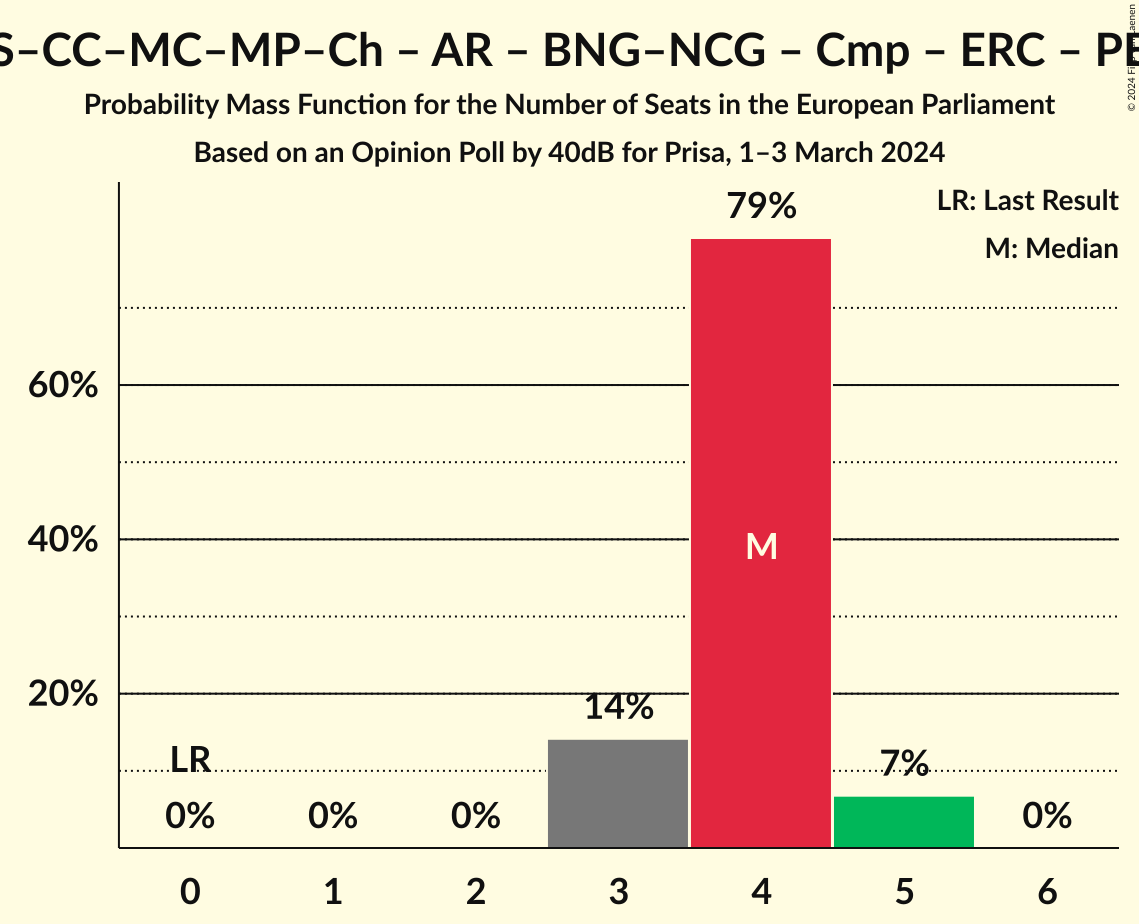 S–CC–MC–MP–Ch – AR – BNG–NCG – Cmp – ERC – PE
Probability Mass Function for the Number of Seats in the European Parliament
Based on an Opinion Poll by 40dB for Prisa, 1–3 March 2024
LR: Last Result
M: Median
79%
60%
40%
M
20%
14%
LR
7%
0% 0% 0% 0%
0 1 2 3 4 5 6
© 2024